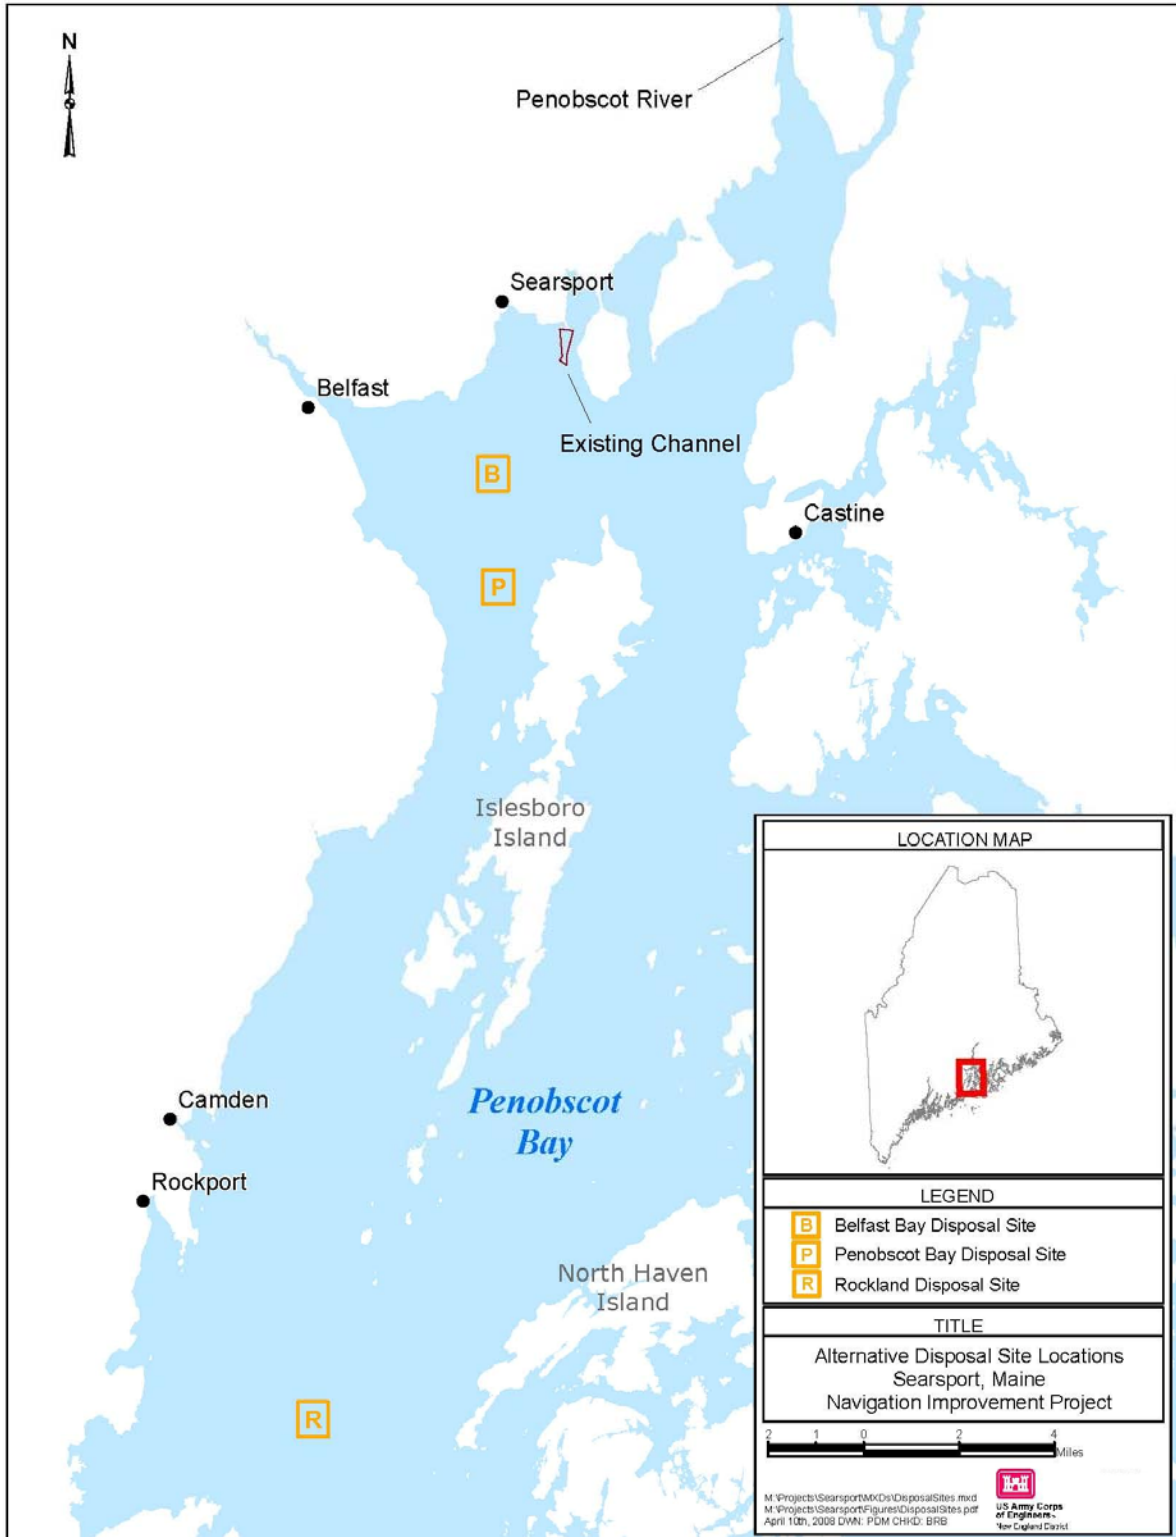 N
Penobscot River
Searsport
Belfast
Existing Channel
B
Castine
P
Islesboro
Island
Penobscot
Bay
Camden
Rockport
North Haven
Island
R
LOCATION MAP
LEGEND
B Belfast Bay Disposal Site
P Penobscot Bay Disposal Site
R Rockland Disposal Site
TITLE
Alternative Disposal Site Locations
Searsport, Maine
Navigation Improvement Project
2 1 0 2 4
Miles
M:\Projects\Searsport\MXDs\DisposalSites.mxd
M:\Projects\Searsport\Figures\DisposalSites.pdf
April 10th, 2008 DWN: PDM CHKD: BRB
US Army Corps
of Engineers
New England District